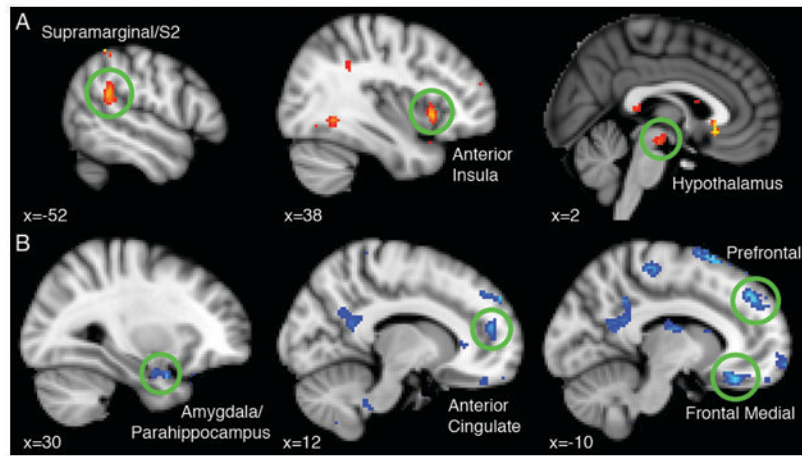 A
Supramarginal/S2
Anterior
Insula
Hypothalamus
x=-52
x=38
x=2
B
Prefrontal
Amygdala/
Parahippocampus
Anterior
Cingulate
Frontal Medial
x=30
x=12
x=-10